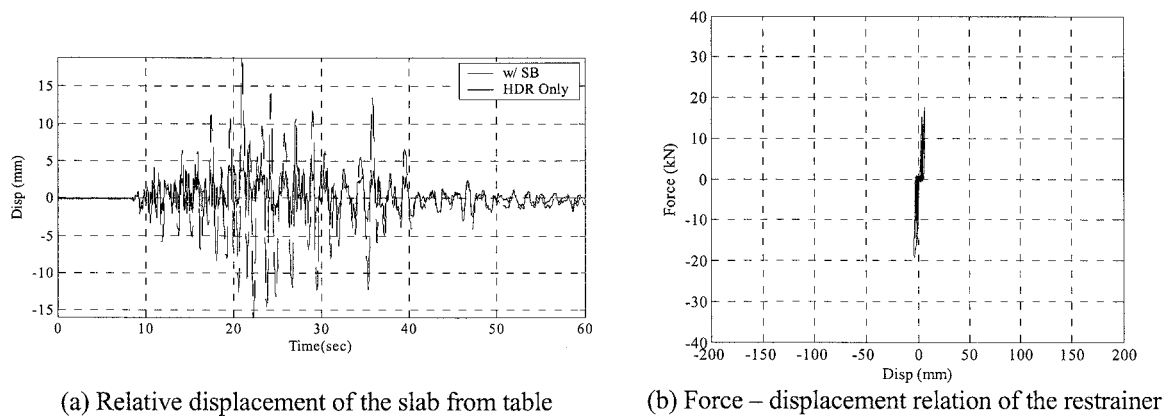 w/ SB
HDR Only
15
10
5
0
-5
-10
-15
Disp (mm)
0 10 20 30 40 50 60
Time(sec)
(a) Relative displacement of the slab from table
40
30
20
10
0
-10
-20
-30
-40
Force (kN)
-200 -150 -100 -50 0 50 100 150 200
Disp (mm)
(b) Force – displacement relation of the restrainer